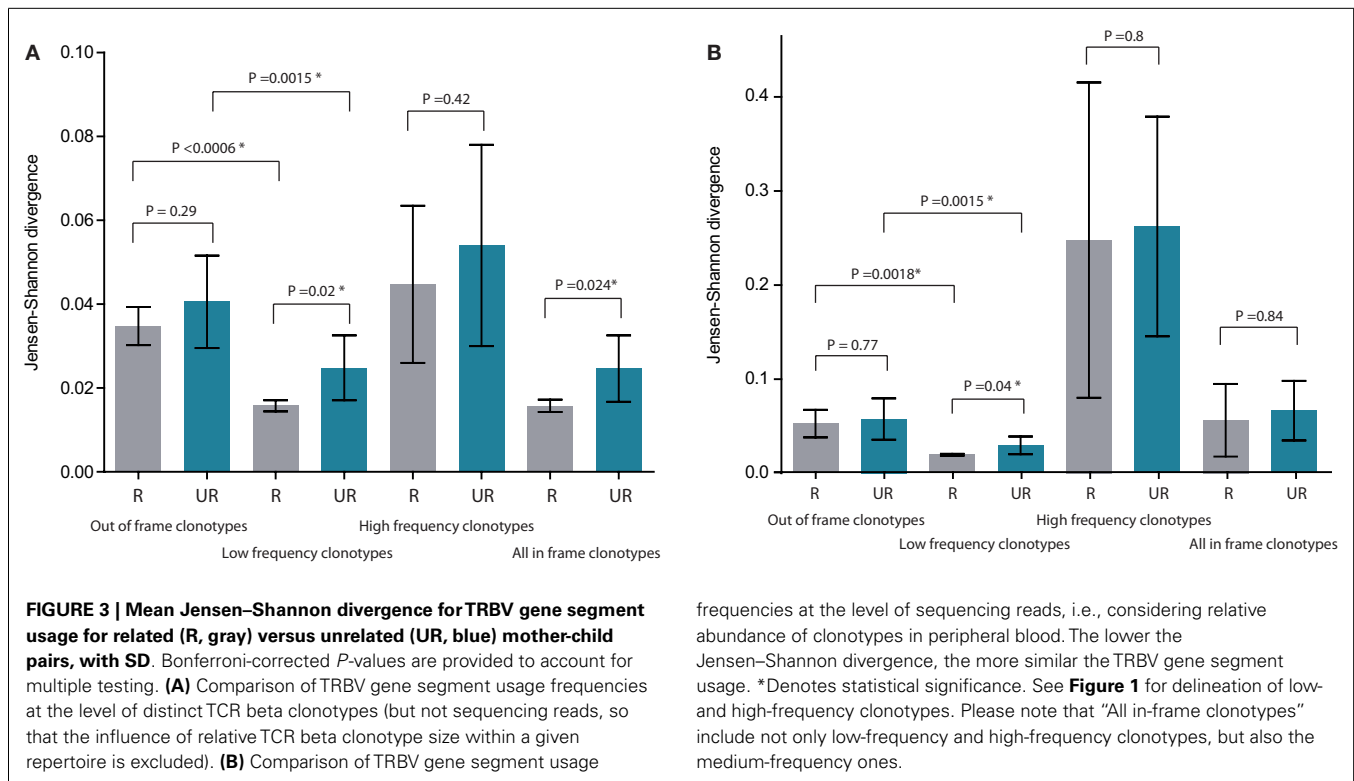 A
Jensen-Shannon divergence
0.10
0.08
0.06
0.04
0.02
0.00
P =0.0015 *
P =0.42
P <0.0006 *
P = 0.29
P =0.02 *
P =0.024*
R UR R UR R UR R UR
Out of frame clonotypes
High frequency clonotypes
Low frequency clonotypes
All in frame clonotypes
B
Jensen-Shannon divergence
0.4
0.3
0.2
0.1
0.0
P =0.8
P =0.0015 *
P =0.0018*
P = 0.77
P =0.04 *
P =0.84
R UR R UR R UR R UR
Out of frame clonotypes
High frequency clonotypes
Low frequency clonotypes
All in frame clonotypes
FIGURE 3 | Mean Jensen–Shannon divergence for TRBV gene segment
usage for related (R, gray) versus unrelated (UR, blue) mother-child
pairs, with SD. Bonferroni-corrected P-values are provided to account for
multiple testing. (A) Comparison of TRBV gene segment usage frequencies
at the level of distinct TCR beta clonotypes (but not sequencing reads, so
that the influence of relative TCR beta clonotype size within a given
repertoire is excluded). (B) Comparison of TRBV gene segment usage
frequencies at the level of sequencing reads, i.e., considering relative
abundance of clonotypes in peripheral blood. The lower the
Jensen–Shannon divergence, the more similar the TRBV gene segment
usage. *Denotes statistical significance. See Figure 1 for delineation of low-
and high-frequency clonotypes. Please note that “All in-frame clonotypes”
include not only low-frequency and high-frequency clonotypes, but also the
medium-frequency ones.